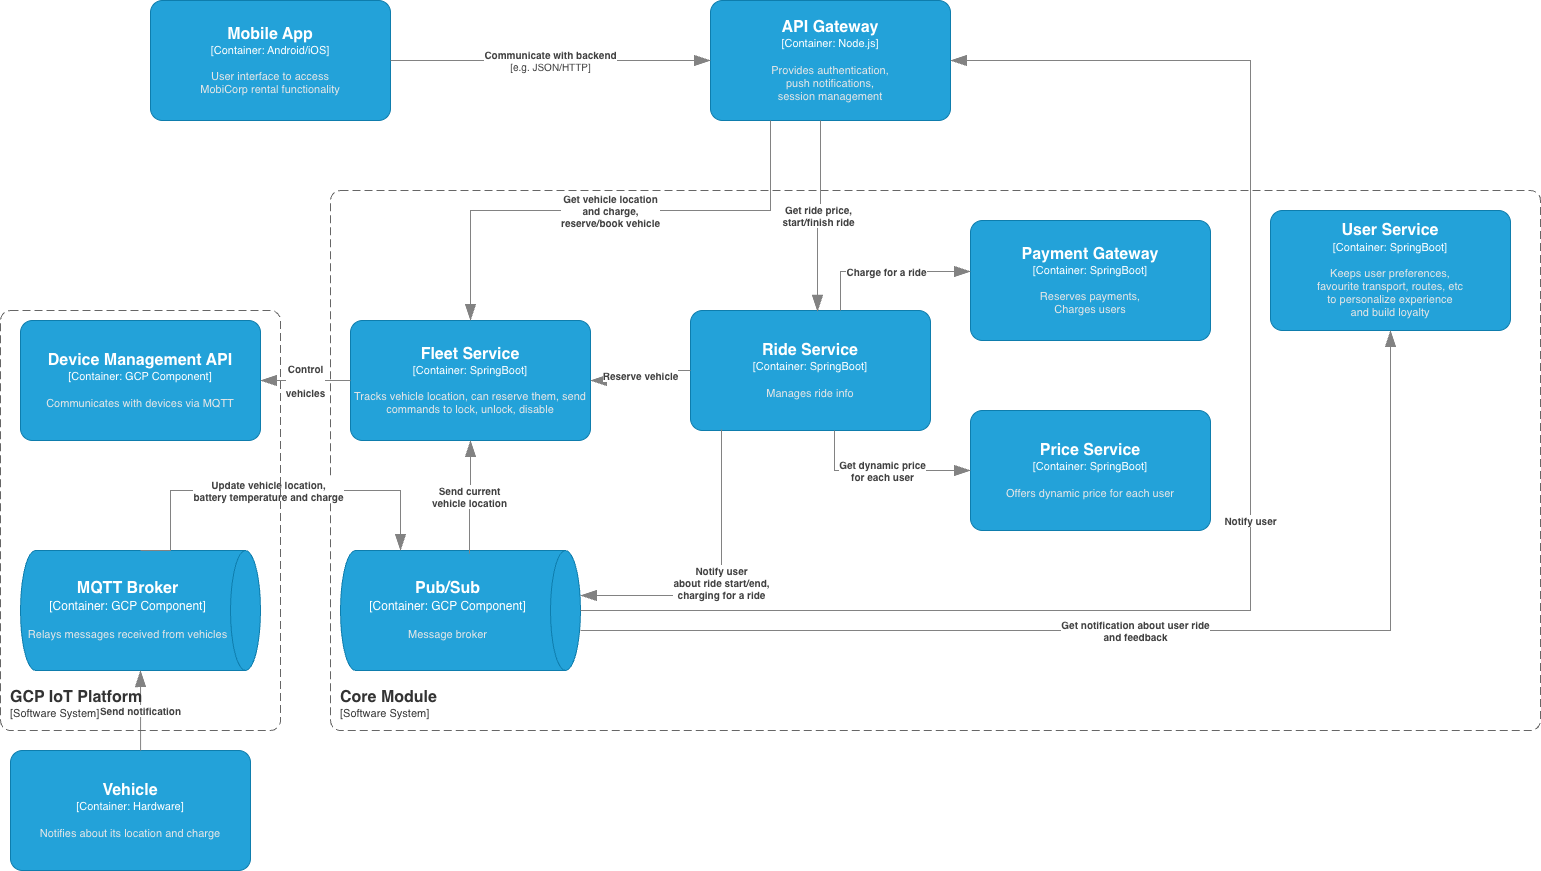 Mobile App
[Container: Android/iOS]
User interface to access
MobiCorp rental functionality
Communicate with backend
[e.g. JSON/HTTP]
API Gateway
[Container: Node.js]
Provides authentication,
push notifications,
session management
Get vehicle location
and charge,
reserve/book vehicle
Get ride price,
start/finish ride
Payment Gateway
[Container: SpringBoot]
Reserves payments,
Charges users
User Service
[Container: SpringBoot]
Keeps user preferences,
favourite transport, routes, etc
to personalize experience
and build loyalty
Charge for a ride
Device Management API
[Container: GCP Component]
Communicates with devices via MQTT
Control
vehicles
Fleet Service
[Container: SpringBoot]
Tracks vehicle location, can reserve them, send
commands to lock, unlock, disable
Reserve vehicle
Ride Service
[Container: SpringBoot]
Manages ride info
Get dynamic price
for each user
Price Service
[Container: SpringBoot]
Offers dynamic price for each user
Update vehicle location,
battery temperature and charge
Send current
vehicle location
Notify user
MQTT Broker
[Container: GCP Component]
Relays messages received from vehicles
Pub/Sub
[Container: GCP Component]
Message broker
Notify user
about ride start/end,
charging for a ride
Get notification about user ride
and feedback
GCP IoT Platform
[Software System]
Send notification
Core Module
[Software System]
Vehicle
[Container: Hardware]
Notifies about its location and charge